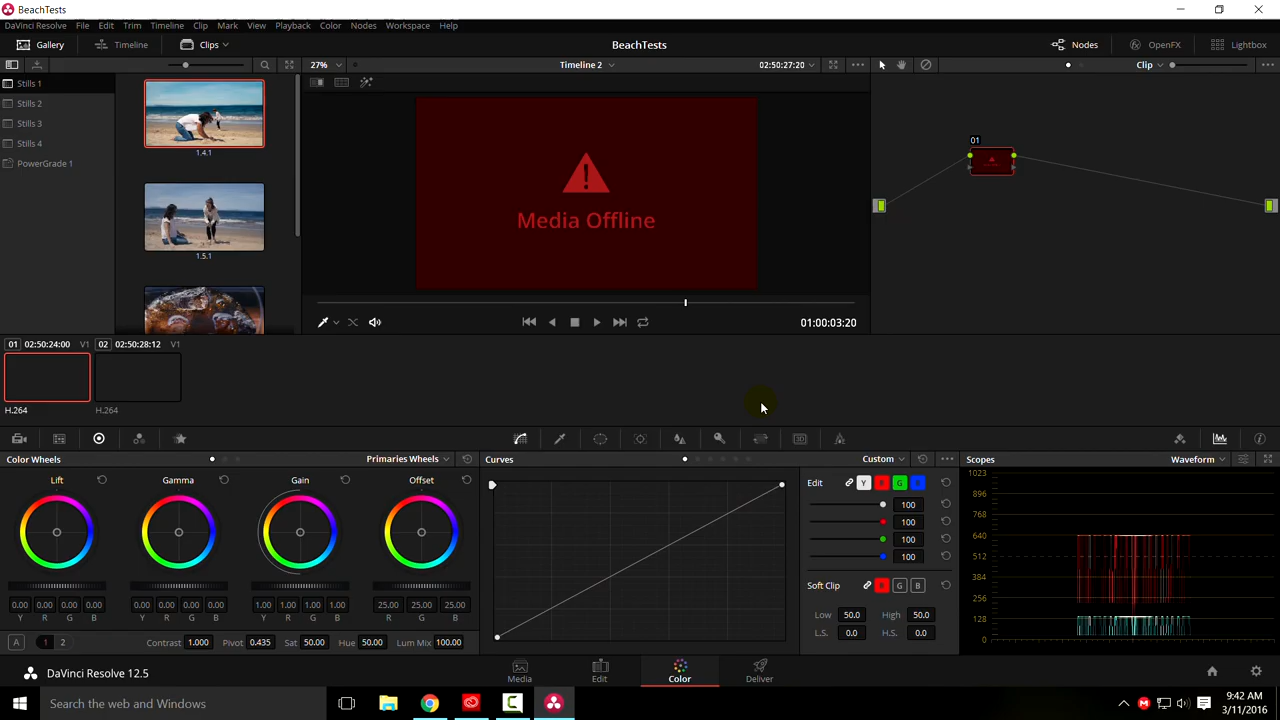 BeachTests
DaVinci Resolve File Edit Trim Timeline Clip Mark View Playback Color Nodes Workspace Help
Gallery Timeline Clips BeachTests Nodes OpenFX Lightbox
27% Timeline 2 02:50:27:20 Clip
Stills 1
Stills 2
Stills 3
Stills 4
PowerGrade 1
1.4.1
1.5.1
Media Offline
01
01:00:03:20
01 02:50:24:00 V1 02 02:50:28:12 V1
H.264 H.264
Color Wheels Primaries Wheels Curves Custom Scopes Waveform
Lift Gamma Gain Offset
0.00 0.00 0.00 0.00 0.00 0.00 0.00 0.00 1.00 1.00 1.00 1.00 25.00 25.00 25.00
Y R G B Y R G B Y R G B R G B
A 1 2 Contrast 1.000 Pivot 0.435 Sat 50.00 Hue 50.00 Lum Mix 100.00
Edit Y R G B
100
100
100
100
Soft Clip R G B
Low 50.0 High 50.0
L.S. 0.0 H.S. 0.0
1023
896
768
640
512
384
256
128
0
DaVinci Resolve 12.5 Media Edit Color Deliver
Search the web and Windows
9:42 AM
3/11/2016